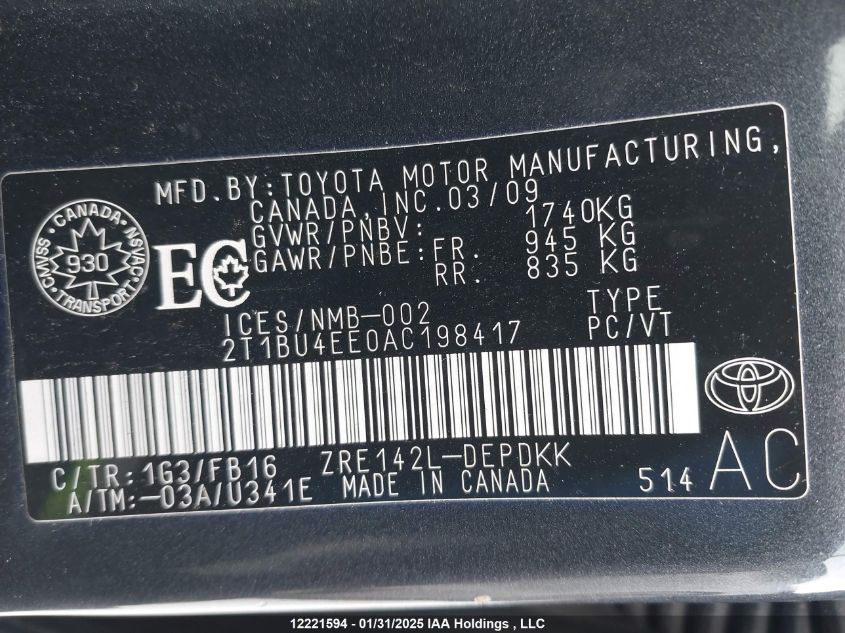 MFD.BY:TOYOTA MOTOR MANUFACTURING,
CANADA,INC.03/09
GVWR/PNBV: 1740KG
GAWR/PNBE: FR. 945 KG
RR. 835 KG
CANADA
CMVSS NSVAC
930
TRANSPORT
EC
ICES/NMB-002
TYPE
2T1BU4EE0AC198417
PC/VT
C/TR:1G3/FB16
ZRE142L-DEPDKK
A/TM:-03A/U341E
MADE IN CANADA
514
AC
12221594 - 01/31/2025 IAA Holdings , LLC